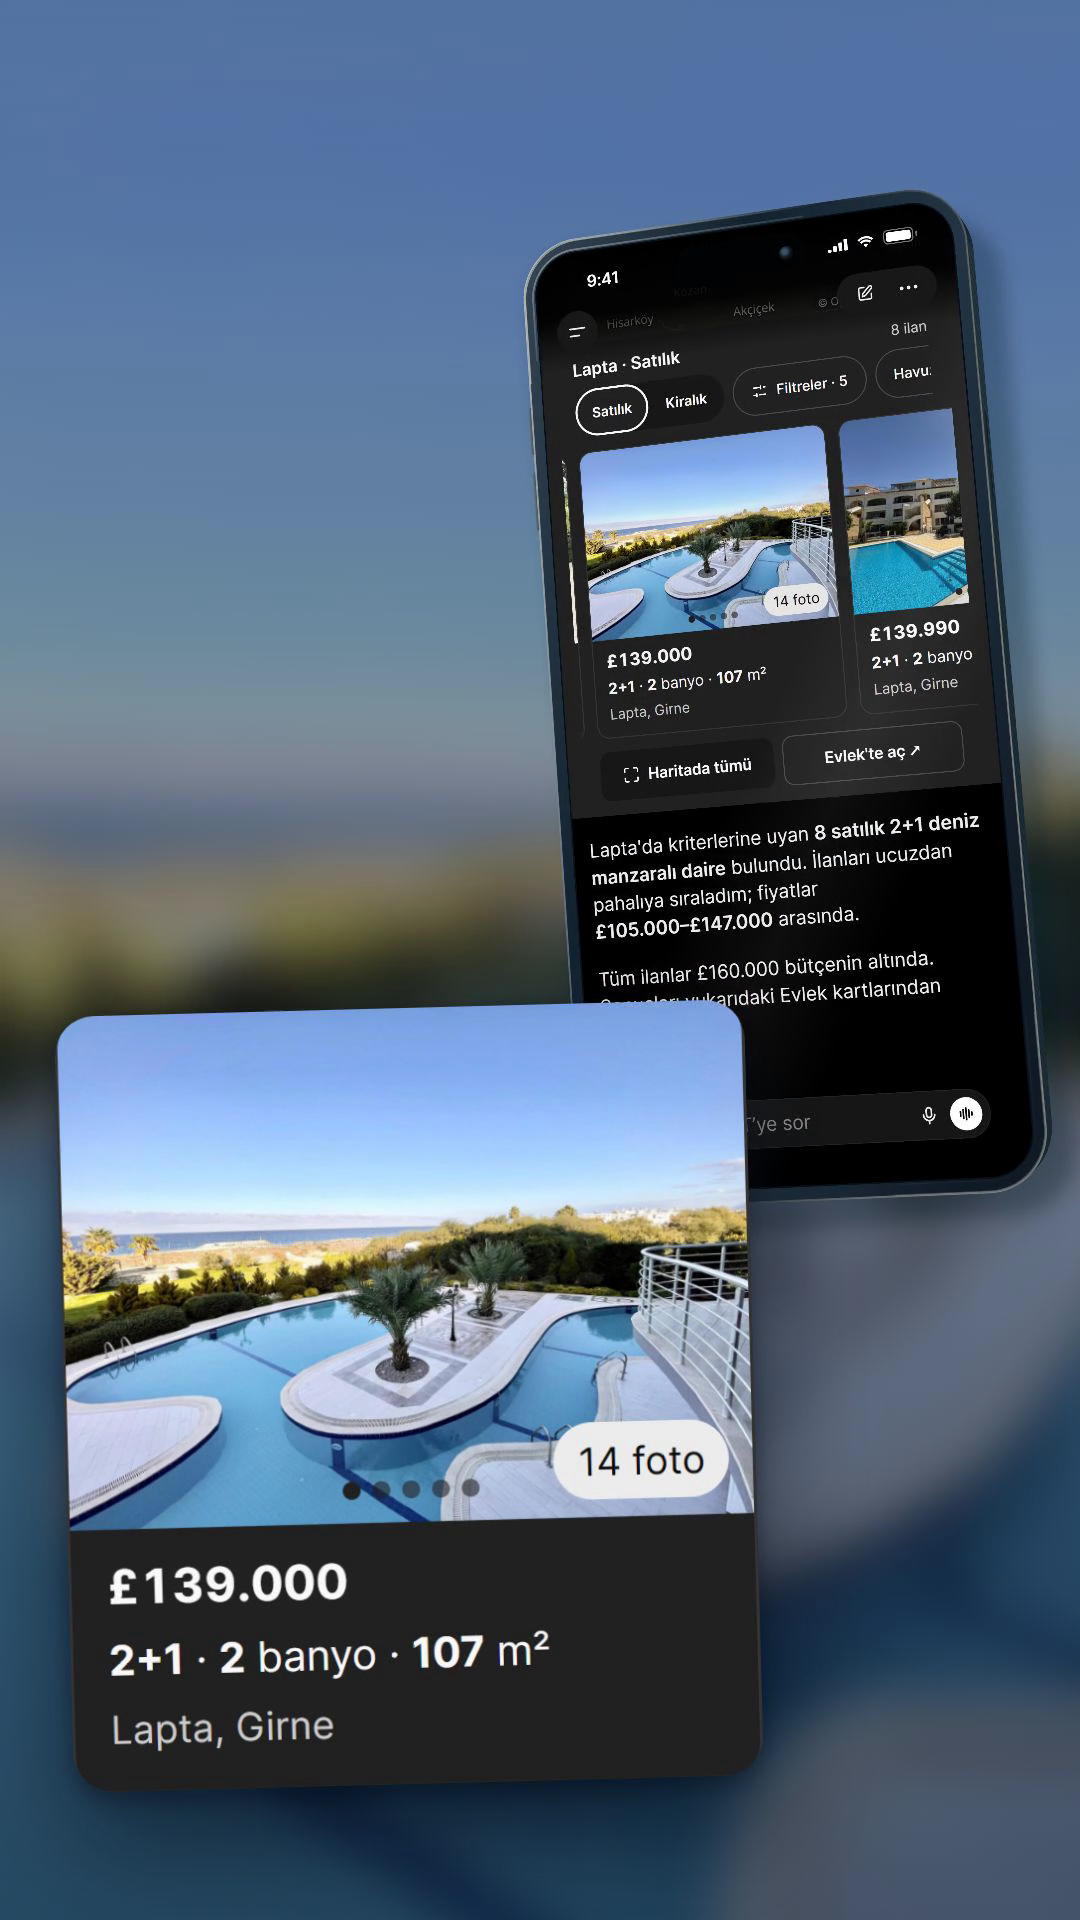 9:41
Hisarköy
Kozan
Akçiçek
© O
Lapta · Satılık
8 ilan
Satılık
Kiralık
Filtreler · 5
14 foto
£139.000
2+1 · 2 banyo · 107 m²
Lapta, Girne
£139.990
2+1 · 2 banyo
Lapta, Girne
Haritada tümü
Evlek'te aç ↗
Lapta'da kriterlerine uyan 8 satılık 2+1 deniz
manzaralı daire bulundu. İlanları ucuzdan
pahalıya sıraladım; fiyatlar
£105.000–£147.000 arasında.
Tüm ilanlar £160.000 bütçenin altında.
yukarıdaki Evlek kartlarından
'ye sor
14 foto
£139.000
2+1 · 2 banyo · 107 m²
Lapta, Girne